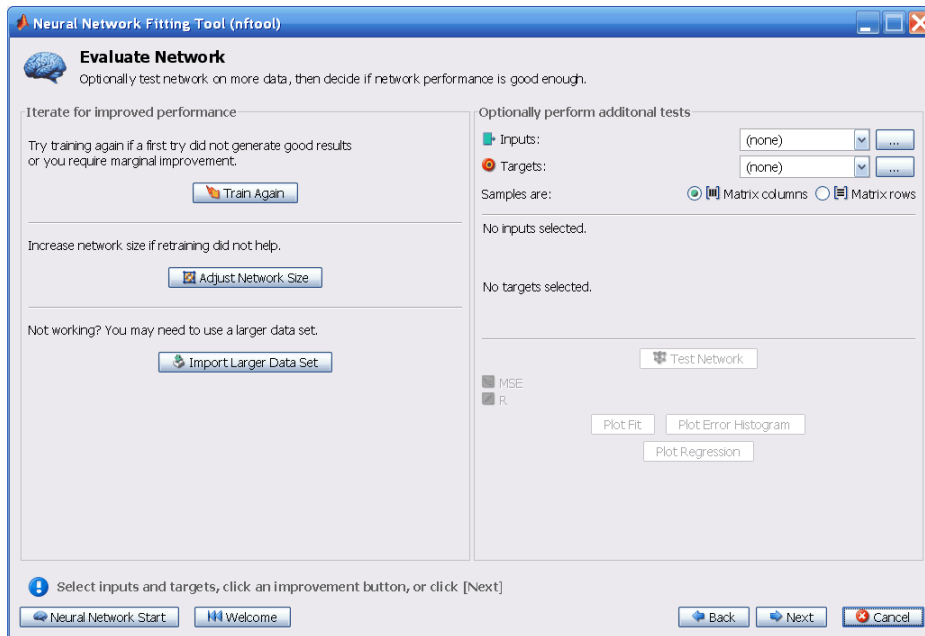 Neural Network Fitting Tool (nftool)
Evaluate Network
Optionally test network on more data, then decide if network performance is good enough.
Iterate for improved performance
Try training again if a first try did not generate good results
or you require marginal improvement.
Train Again
Increase network size if retraining did not help.
Adjust Network Size
Not working? You may need to use a larger data set.
Import Larger Data Set
Optionally perform additonal tests
Inputs: (none) ...
Targets: (none) ...
Samples are: Matrix columns Matrix rows
No inputs selected.
No targets selected.
Test Network
MSE
R
Plot Fit Plot Error Histogram
Plot Regression
Select inputs and targets, click an improvement button, or click [Next]
Neural Network Start Welcome Back Next Cancel